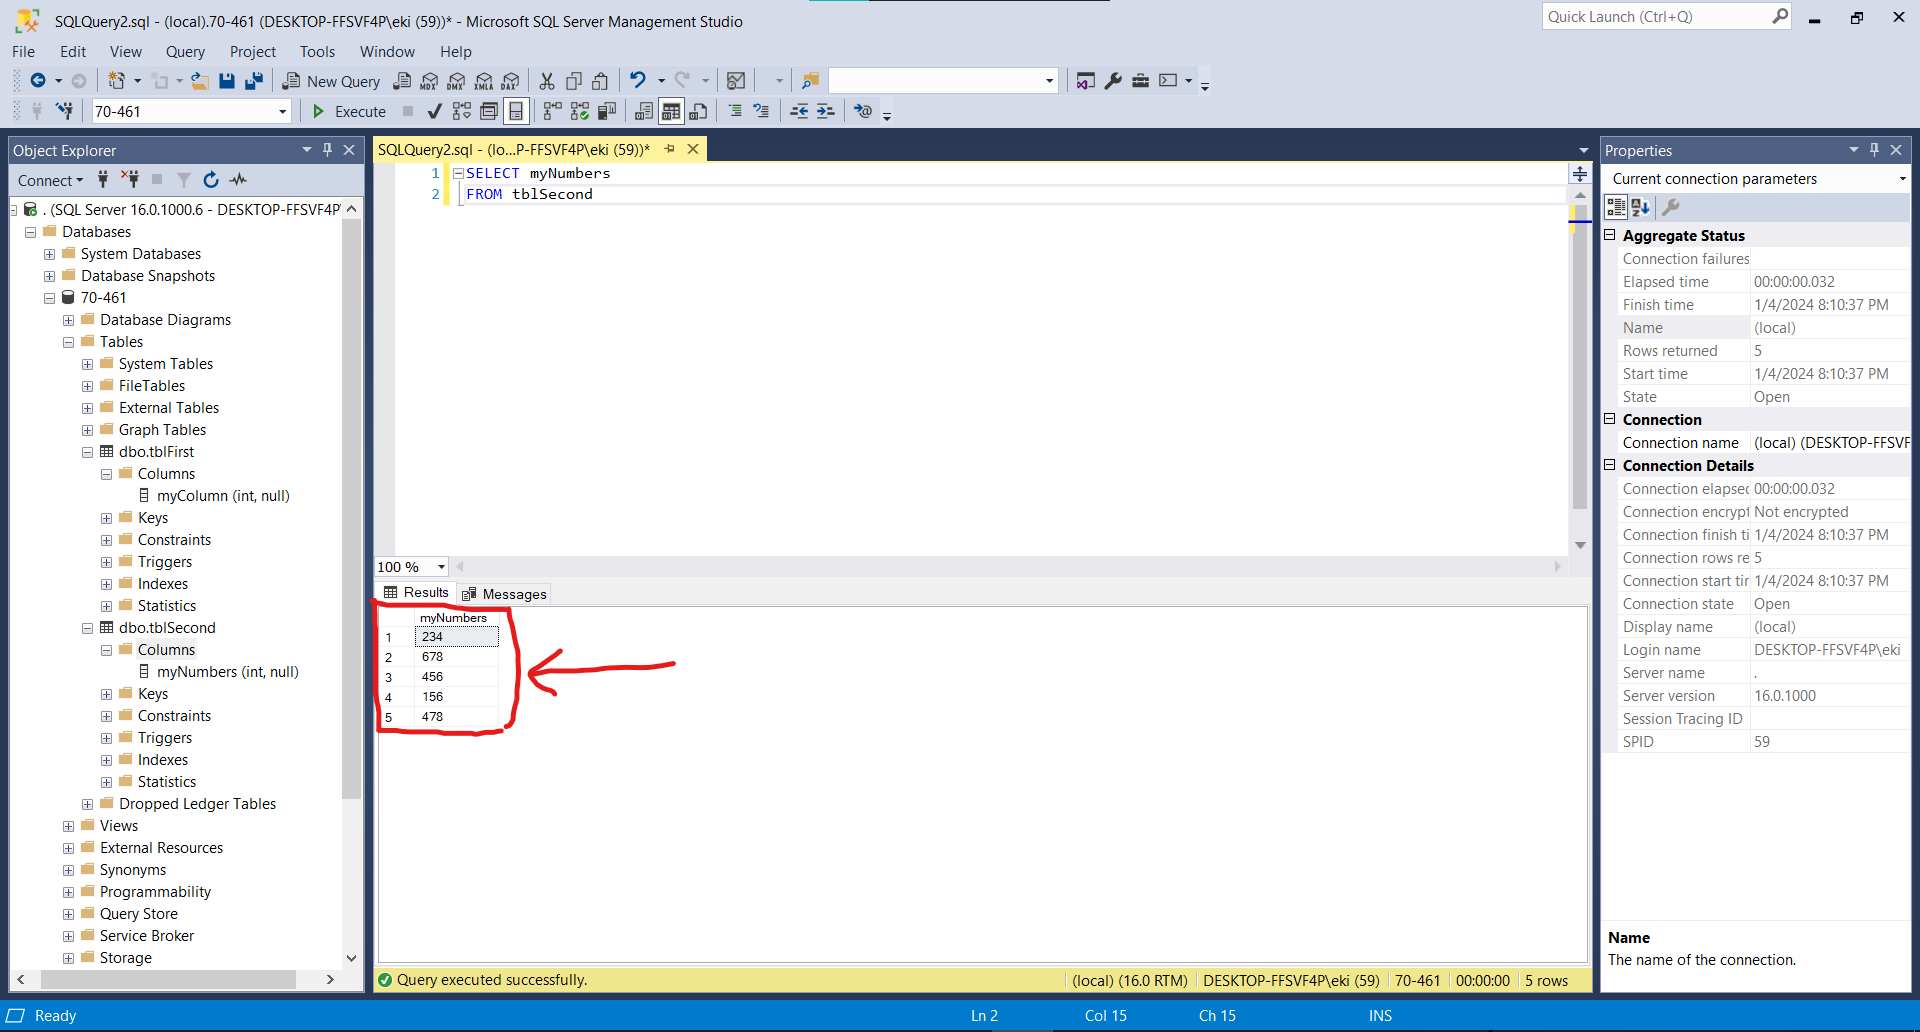 SQLQuery2.sql - (local).70-461 (DESKTOP-FFSVF4P\eki (59))* - Microsoft SQL Server Management Studio
Quick Launch (Ctrl+Q)
File Edit View Query Project Tools Window Help
New Query MDX DMX XMLA DAX
70-461 Execute
Object Explorer
Connect
. (SQL Server 16.0.1000.6 - DESKTOP-FFSVF4P\
Databases
System Databases
Database Snapshots
70-461
Database Diagrams
Tables
System Tables
FileTables
External Tables
Graph Tables
dbo.tblFirst
Columns
myColumn (int, null)
Keys
Constraints
Triggers
Indexes
Statistics
dbo.tblSecond
Columns
myNumbers (int, null)
Keys
Constraints
Triggers
Indexes
Statistics
Dropped Ledger Tables
Views
External Resources
Synonyms
Programmability
Query Store
Service Broker
Storage
SQLQuery2.sql - (lo...P-FFSVF4P\eki (59))*
1 SELECT myNumbers
2 FROM tblSecond
100 %
Results Messages
myNumbers
1 234
2 678
3 456
4 156
5 478
Query executed successfully. (local) (16.0 RTM) DESKTOP-FFSVF4P\eki (59) 70-461 00:00:00 5 rows
Properties
Current connection parameters
Aggregate Status
Connection failures
Elapsed time 00:00:00.032
Finish time 1/4/2024 8:10:37 PM
Name (local)
Rows returned 5
Start time 1/4/2024 8:10:37 PM
State Open
Connection
Connection name (local) (DESKTOP-FFSVF
Connection Details
Connection elapsec 00:00:00.032
Connection encrypt Not encrypted
Connection finish ti 1/4/2024 8:10:37 PM
Connection rows re 5
Connection start tir 1/4/2024 8:10:37 PM
Connection state Open
Display name (local)
Login name DESKTOP-FFSVF4P\eki
Server name .
Server version 16.0.1000
Session Tracing ID
SPID 59
Name
The name of the connection.
Ready Ln 2 Col 15 Ch 15 INS